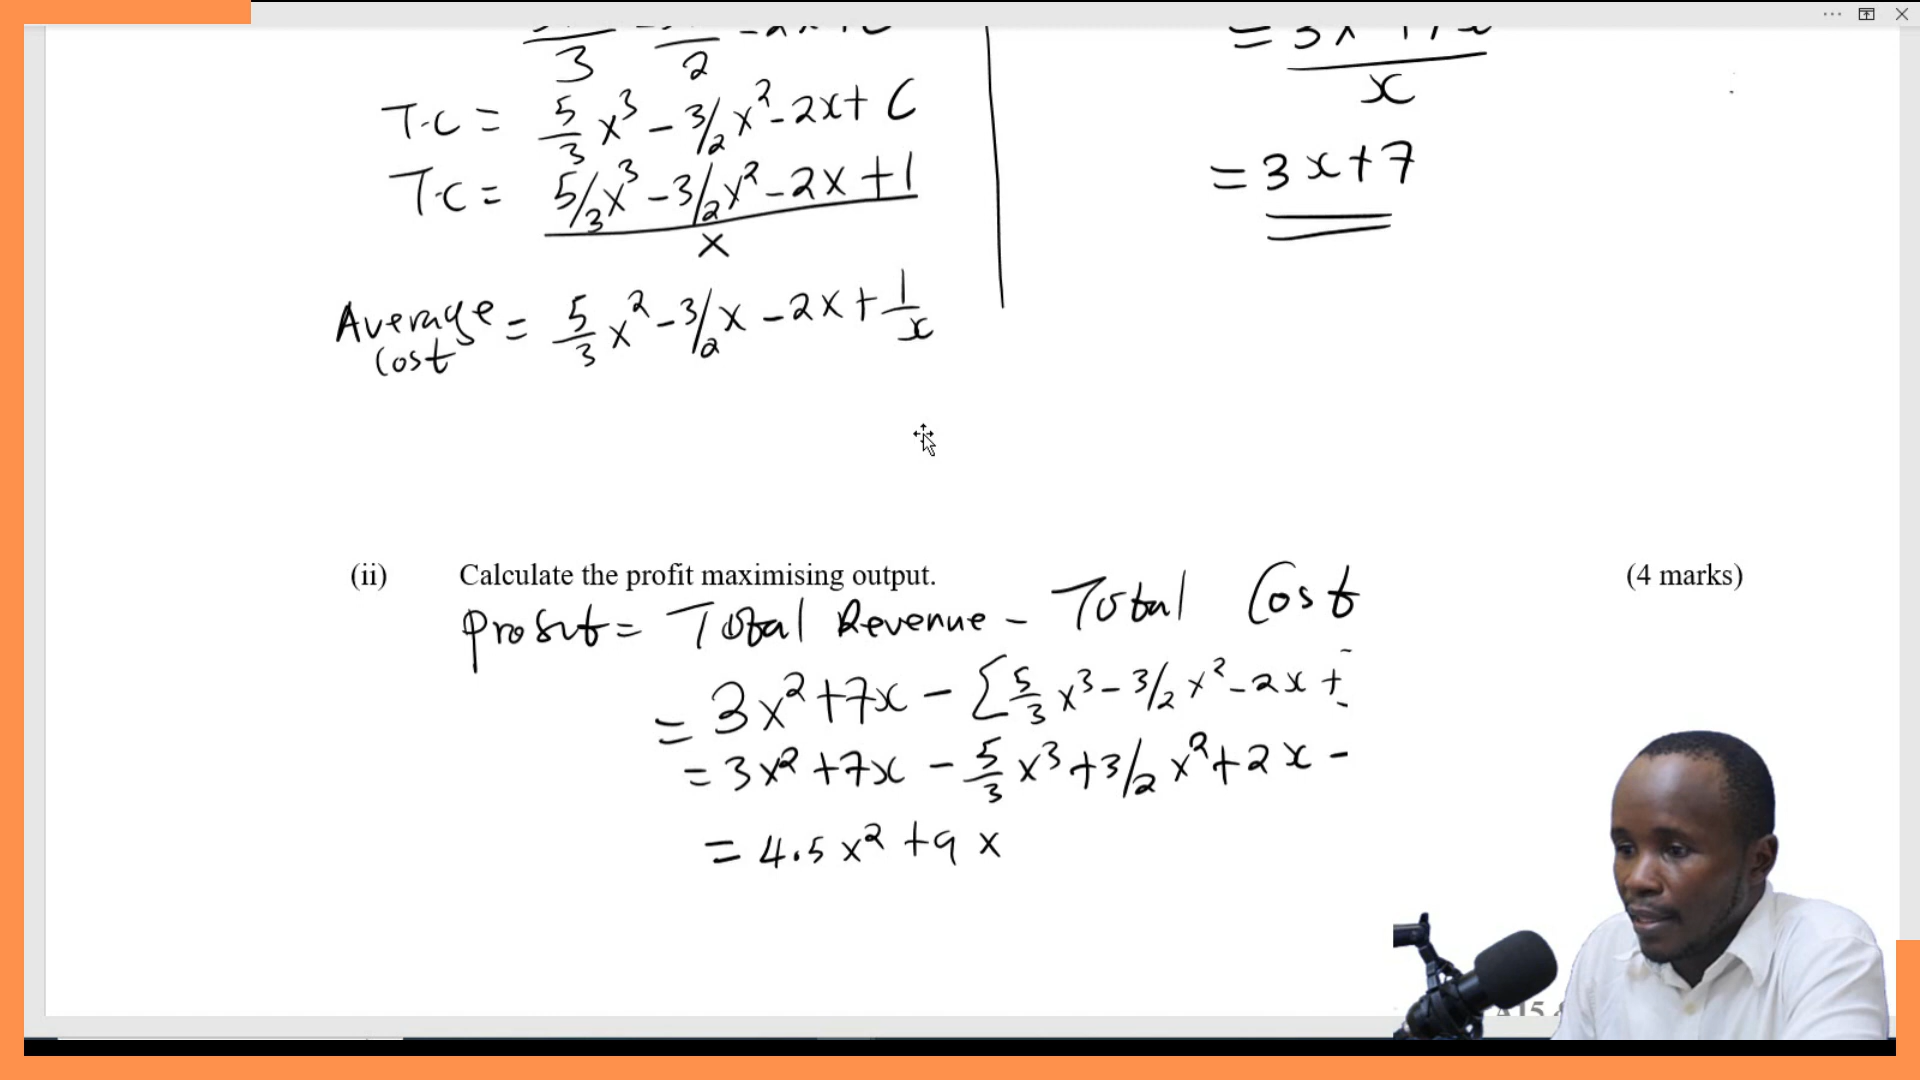 3 2
T.C = 5/3 x³ - 3/2 x² - 2x + C
T.C = 5/3 x³ - 3/2 x² - 2x + 1
x
Average Cost = 5/3 x² - 3/2 x - 2x + 1/x
x
= 3x + 7
(ii) Calculate the profit maximising output. (4 marks)
Profit = Total Revenue - Total Cost
= 3x² + 7x - [5/3 x³ - 3/2 x² - 2x +
= 3x² + 7x - 5/3 x³ + 3/2 x² + 2x -
= 4.5x² + 9x